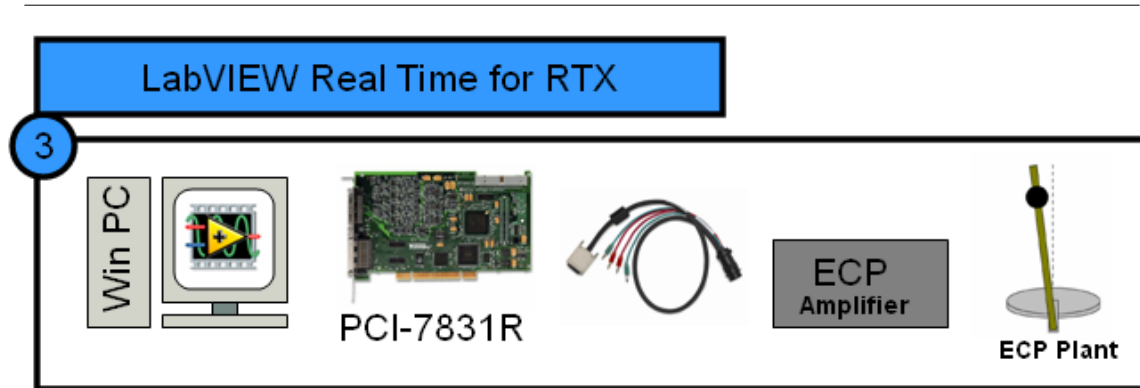 LabVIEW Real Time for RTX
3
Win PC
PCI-7831R
ECP
Amplifier
ECP Plant